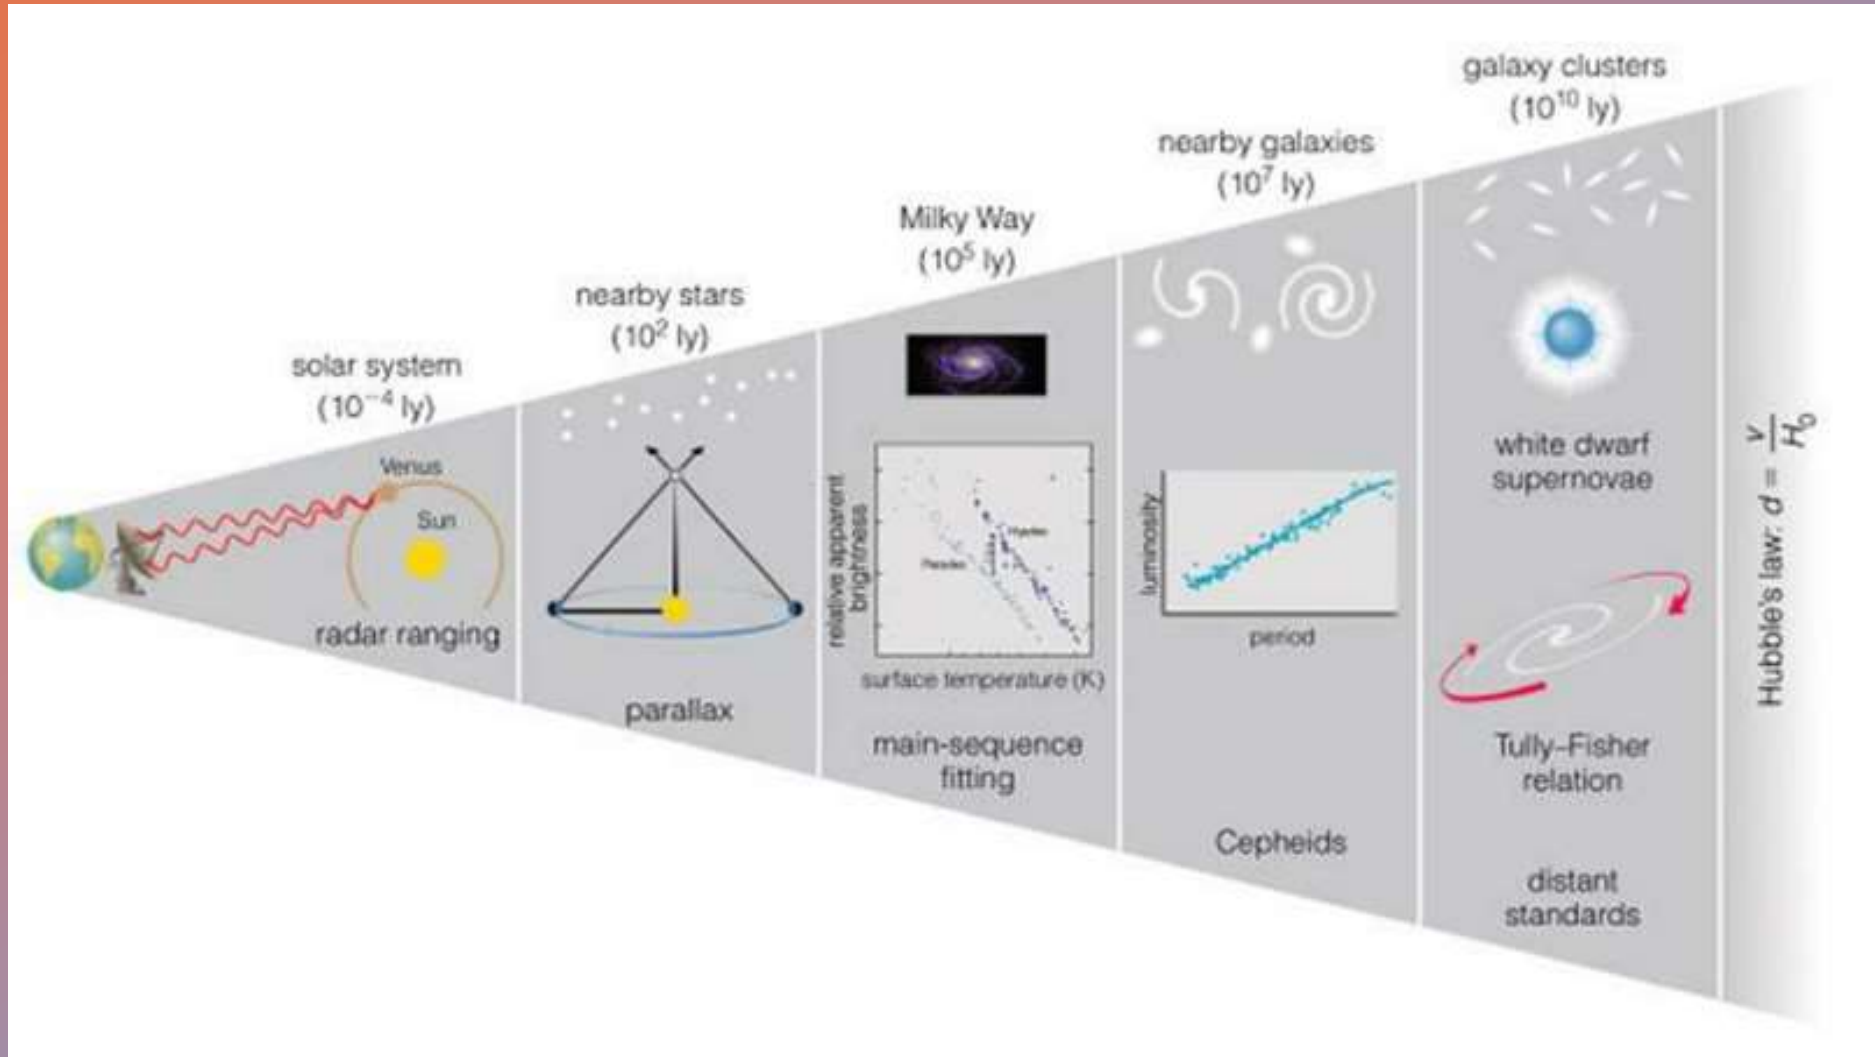 solar system
(10⁻⁴ ly)
Venus
Sun
radar ranging
nearby stars
(10² ly)
parallax
Milky Way
(10⁵ ly)
relative apparent
brightness
Hyades
Pleiades
surface temperature (K)
main-sequence
fitting
nearby galaxies
(10⁷ ly)
luminosity
period
Cepheids
galaxy clusters
(10¹⁰ ly)
white dwarf
supernovae
Tully–Fisher
relation
distant
standards
Hubble's law: d = v/H₀